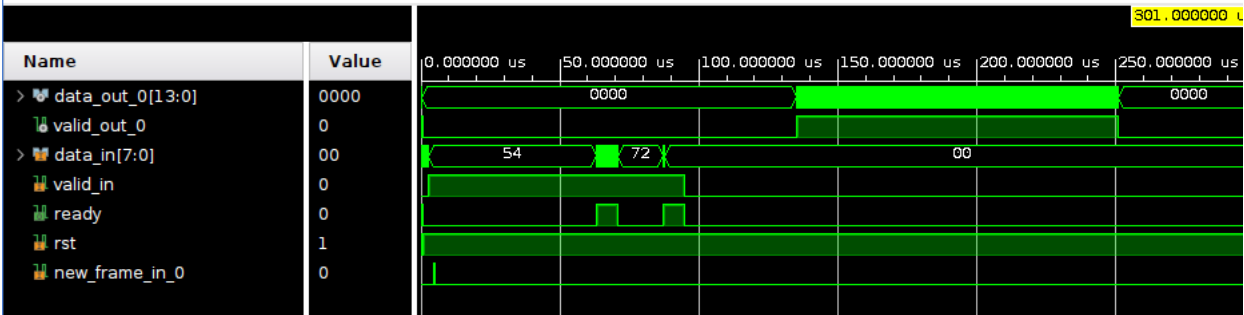 301.000000 u
Name Value 0.000000 us 50.000000 us 100.000000 us 150.000000 us 200.000000 us 250.000000 us
data_out_0[13:0] 0000 0000 0000
valid_out_0 0
data_in[7:0] 00 54 72 00
valid_in 0
ready 0
rst 1
new_frame_in_0 0